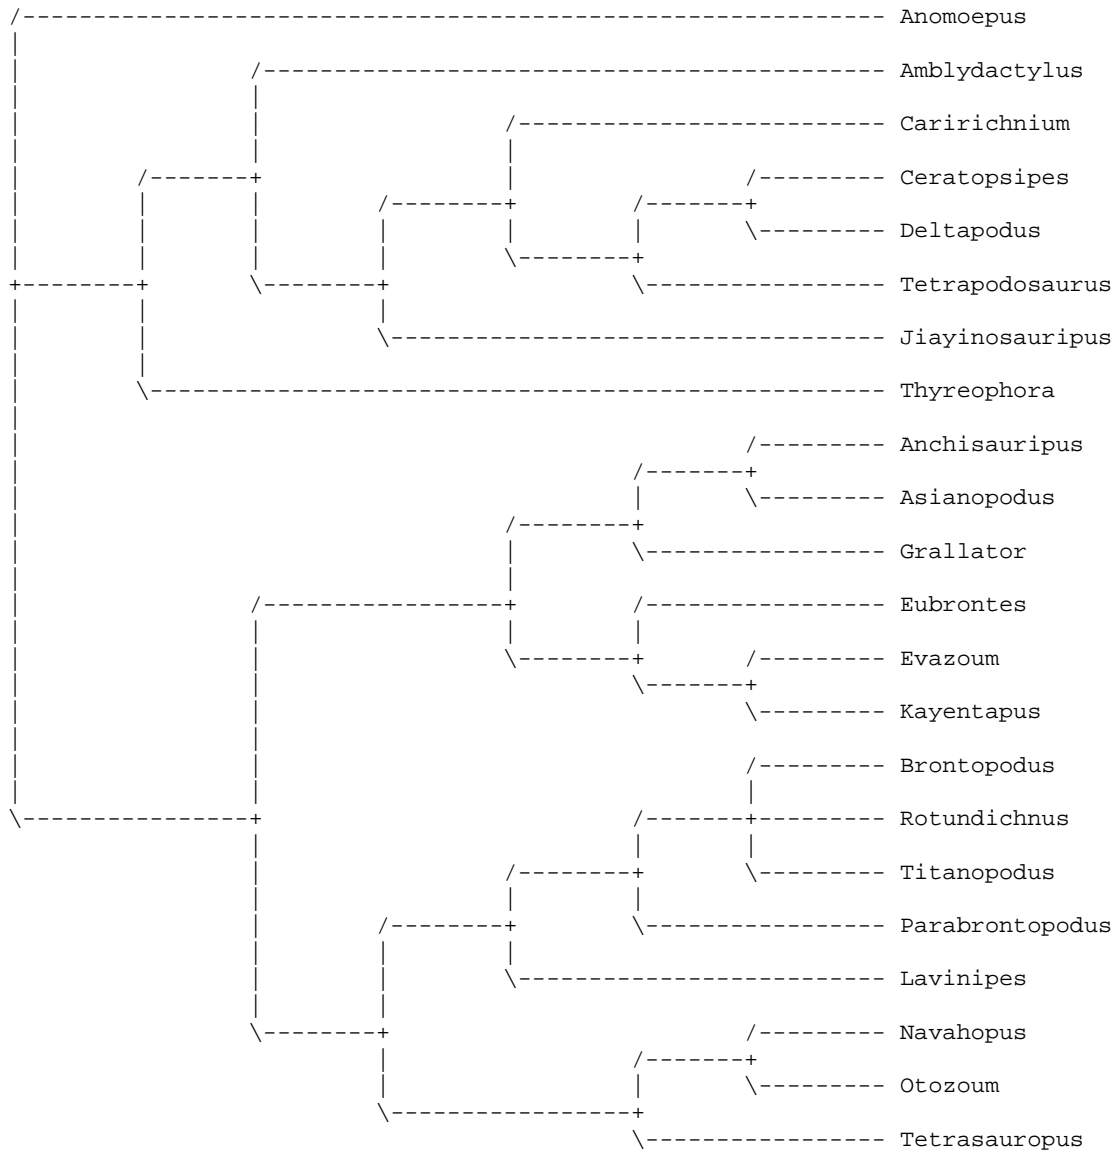 Anomoepus
Amblydactylus
Caririchnium
Ceratopsipes
Deltapodus
Tetrapodosaurus
Jiayinosauripus
Thyreophora
Anchisauripus
Asianopodus
Grallator
Eubrontes
Evazoum
Kayentapus
Brontopodus
Rotundichnus
Titanopodus
Parabrontopodus
Lavinipes
Navahopus
Otozoum
Tetrasauropus